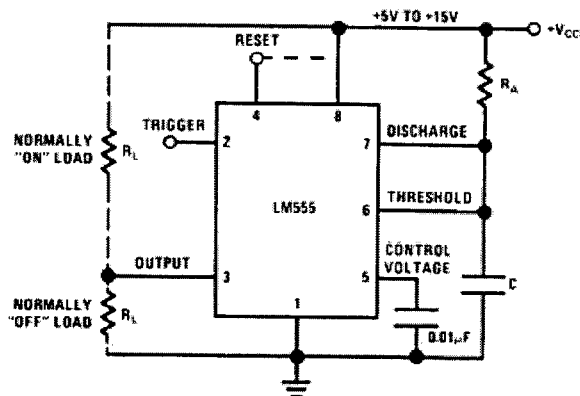 +5V TO +15V
+VCC
RESET
RA
4
8
TRIGGER
2
7
DISCHARGE
NORMALLY
"ON" LOAD
RL
LM555
6
THRESHOLD
CONTROL
VOLTAGE
OUTPUT
3
5
C
NORMALLY
"OFF" LOAD
RL
1
0.01μF